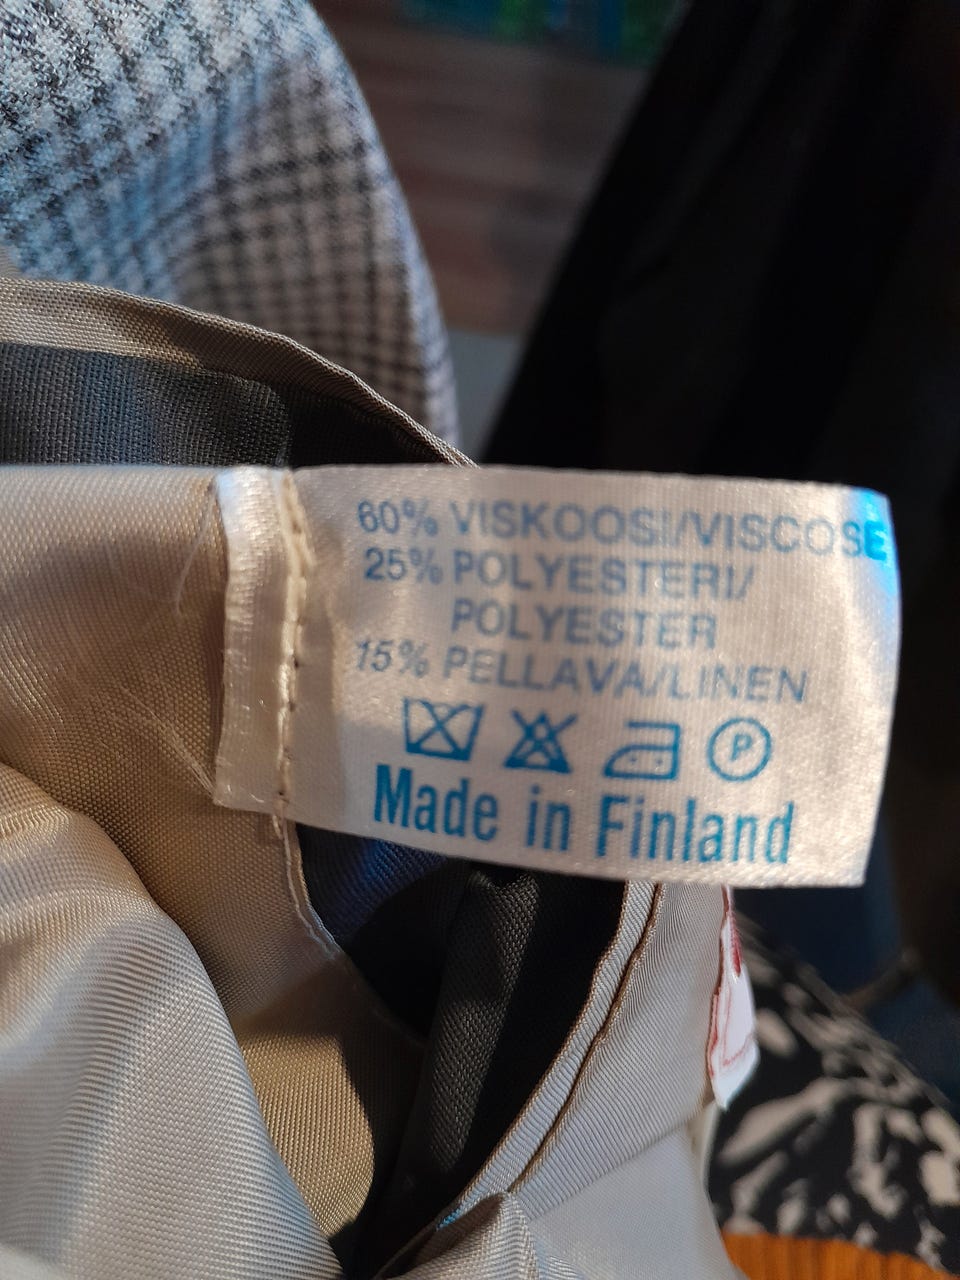 60% VISKOOSI/VISCOSE
25% POLYESTERI/
POLYESTER
15% PELLAVA/LINEN
P
Made in Finland